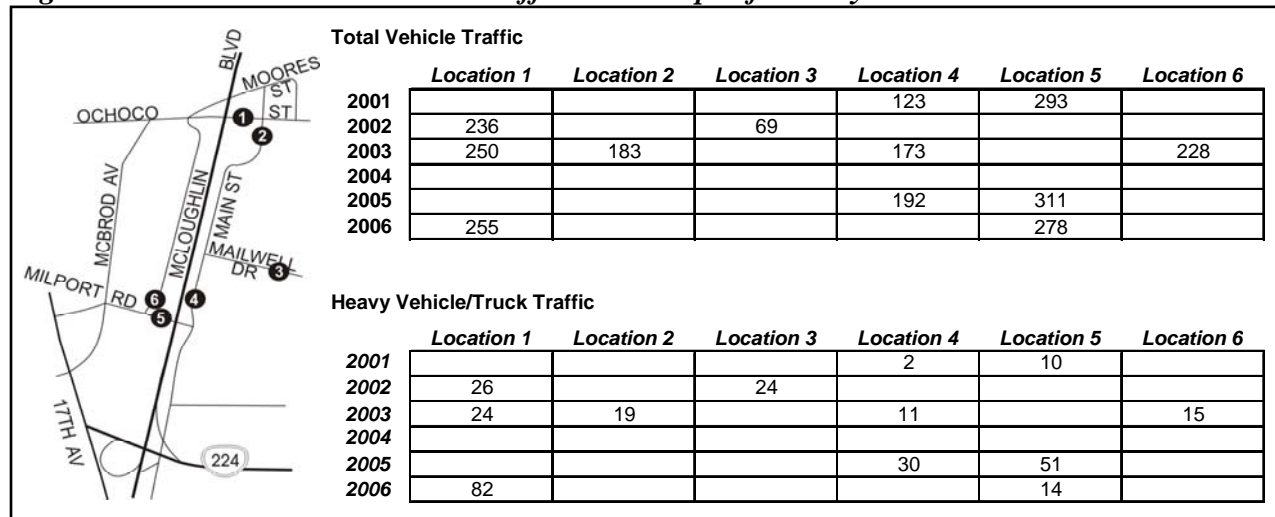 BLVD
MOORES
ST
OCHOCO
ST
1
2
MCBROD AV
MCLOUGHLIN
MAIN ST
MAILWELL
DR
3
MILPORT RD
6
4
5
17TH AV
224
Total Vehicle Traffic
Location 1 Location 2 Location 3 Location 4 Location 5 Location 6
2001 123 293
2002 236 69
2003 250 183 173 228
2004
2005 192 311
2006 255 278
Heavy Vehicle/Truck Traffic
Location 1 Location 2 Location 3 Location 4 Location 5 Location 6
2001 2 10
2002 26 24
2003 24 19 11 15
2004
2005 30 51
2006 82 14